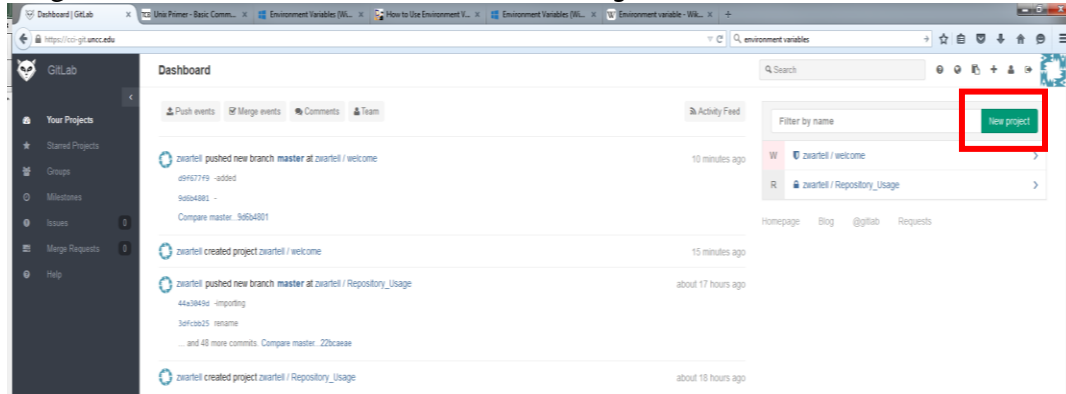 Dashboard | GitLab x Unix Primer - Basic Comm... x Environment Variables (Wi... x How to Use Environment V... x Environment Variables (Wi... x Environment variable - Wik... x +
https://cci-git.uncc.edu environment variables
GitLab Dashboard Search
Push events Merge events Comments Team Activity Feed
Your Projects
Starred Projects
Groups
Milestones
Issues 0
Merge Requests 0
Help
zwartell pushed new branch master at zwartell / welcome 10 minutes ago
d9f677f9 -added
9d6b4801 -
Compare master...9d6b4801
zwartell created project zwartell / welcome 15 minutes ago
zwartell pushed new branch master at zwartell / Repository_Usage about 17 hours ago
44a3049d -importing
3dfcbb25 rename
... and 48 more commits. Compare master...22bcaeae
zwartell created project zwartell / Repository_Usage about 18 hours ago
Filter by name New project
W zwartell / welcome
R zwartell / Repository_Usage
Homepage Blog @gitlab Requests